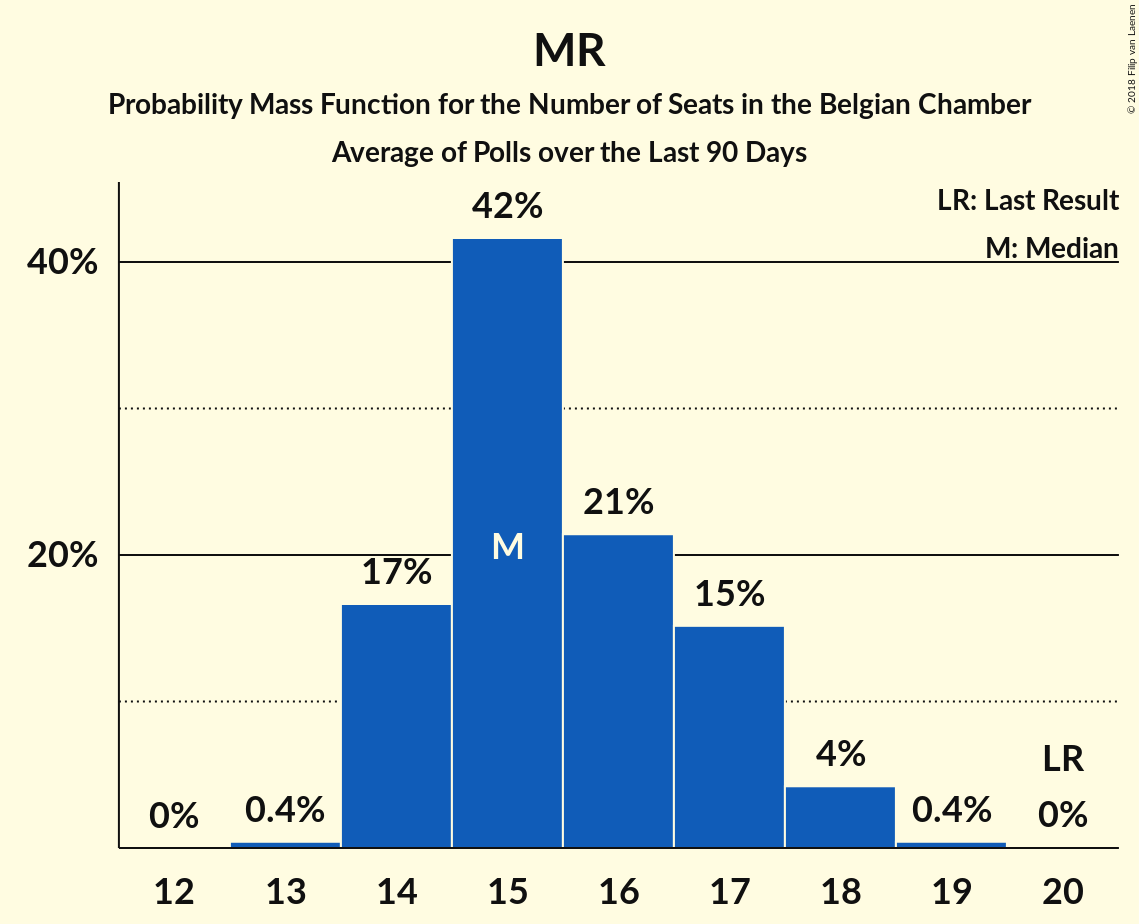 MR
Probability Mass Function for the Number of Seats in the Belgian Chamber
Average of Polls over the Last 90 Days
© 2018 Filip van Laenen
LR: Last Result
M: Median
42%
40%
21%
M
20%
17%
15%
4%
LR
0%
0.4%
0.4%
0%
12 13 14 15 16 17 18 19 20